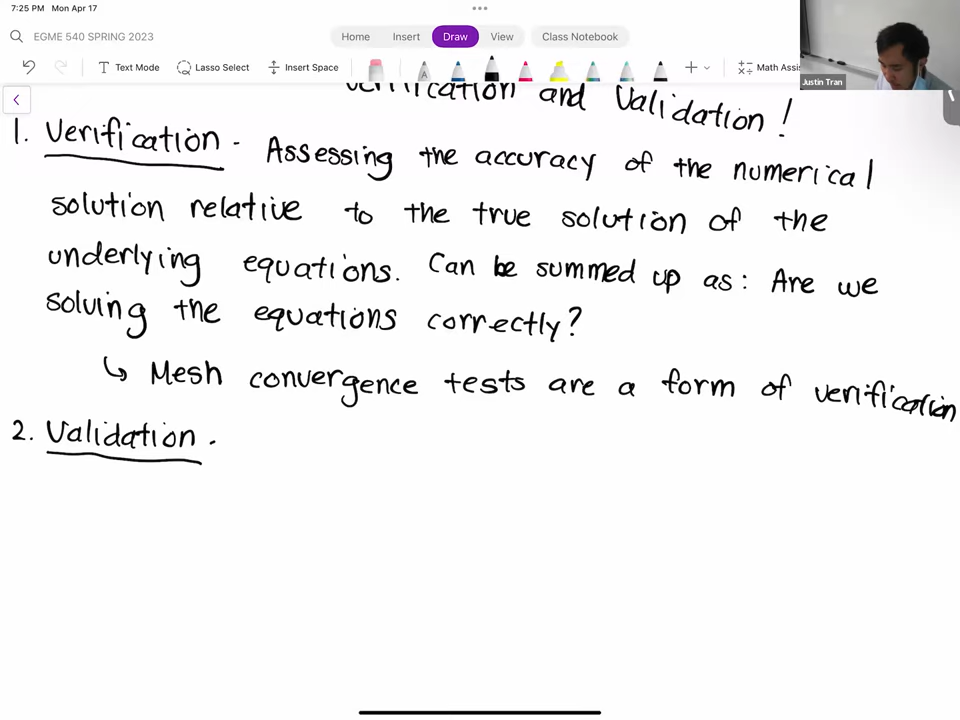 7:25 PM Mon Apr 17
EGME 540 SPRING 2023
Home Insert Draw View Class Notebook
Text Mode Lasso Select Insert Space Math Assis
Justin Tran
Verification and Validation!
1. Verification - Assessing the accuracy of the numerical
solution relative to the true solution of the
underlying equations. Can be summed up as: Are we
solving the equations correctly?
↳ Mesh convergence tests are a form of verification
2. Validation -